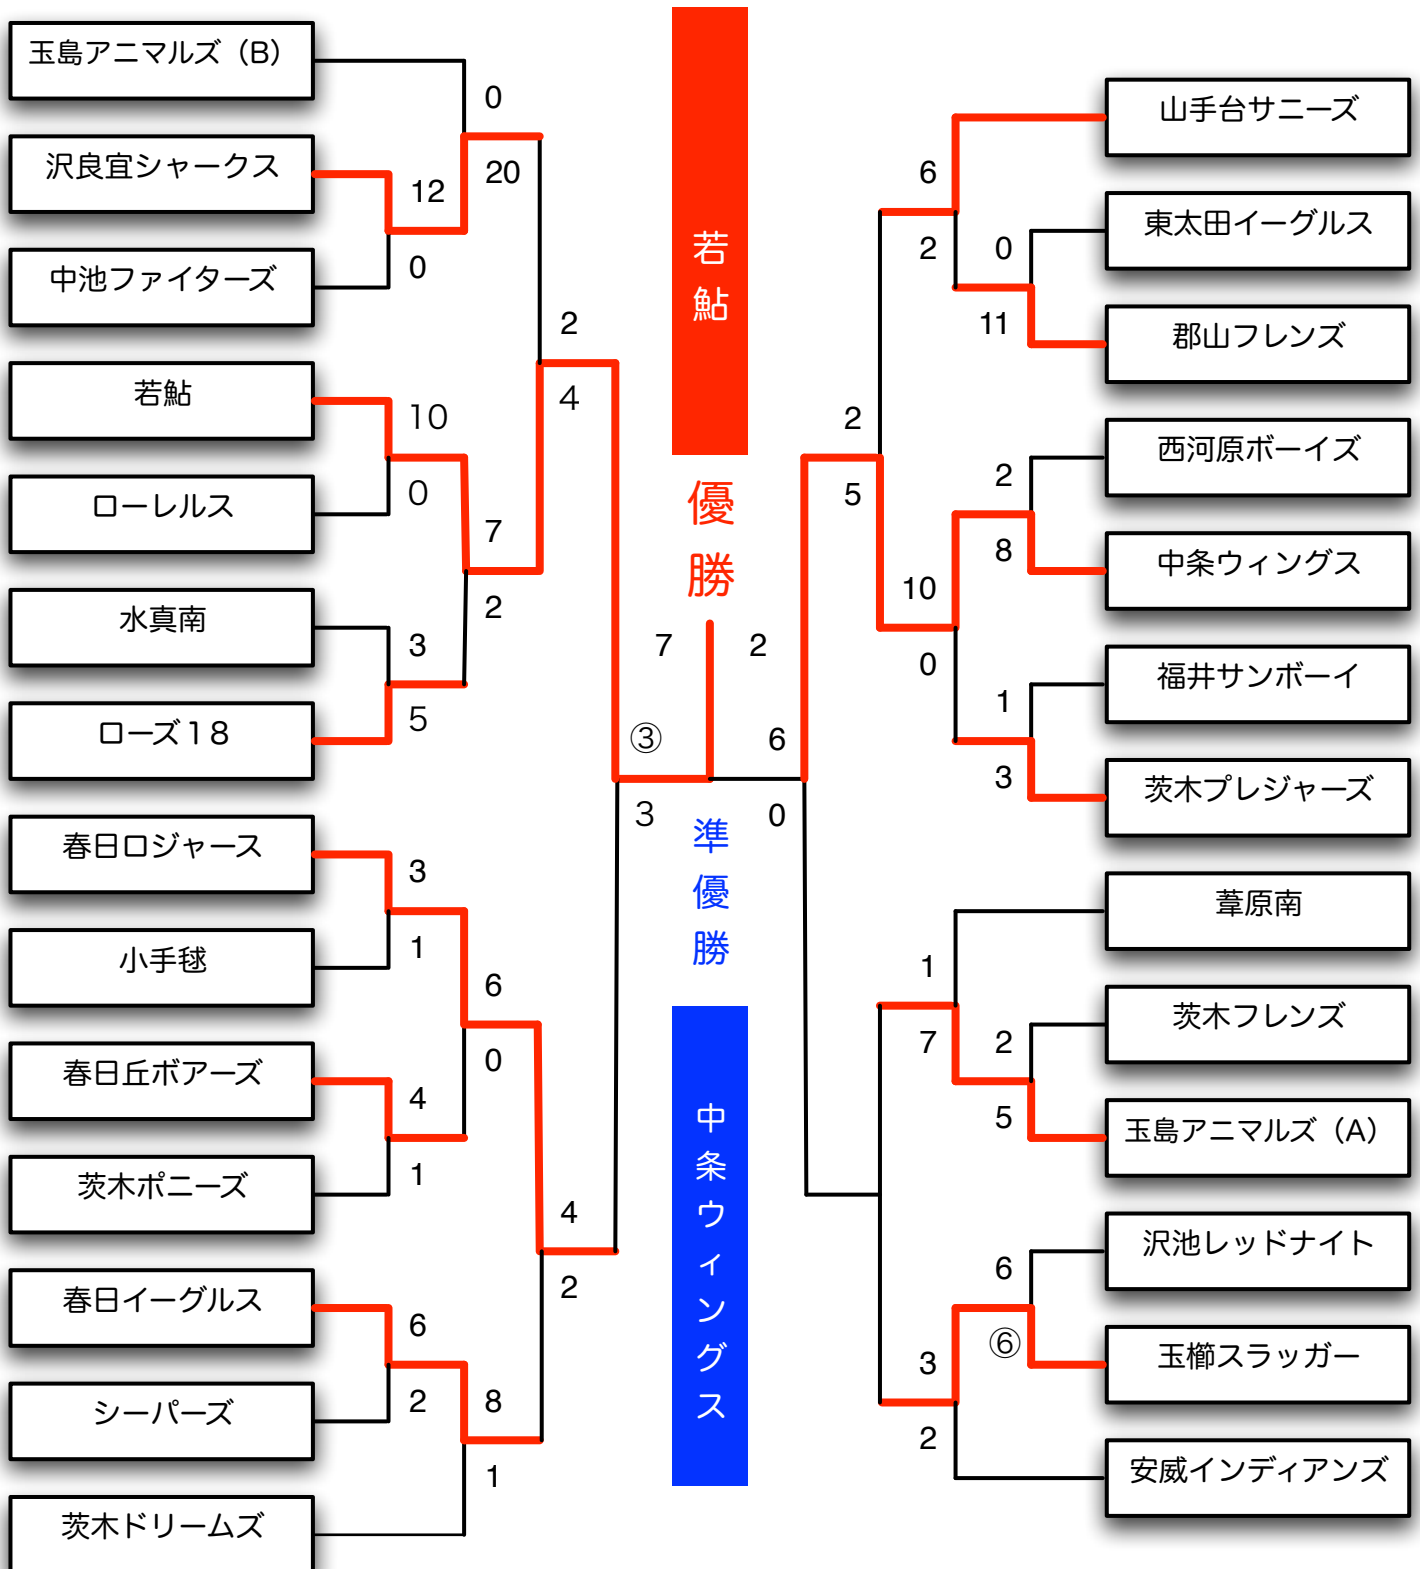 玉島アニマルズ（B）
沢良宜シャークス
中池ファイターズ
若鮎
ローレルス
水真南
ローズ１８
春日ロジャース
小手毬
春日丘ボアーズ
茨木ポニーズ
春日イーグルス
シーパーズ
茨木ドリームズ
0
20
12
0
10
0
7
2
3
5
2
4
3
1
6
0
4
1
4
2
6
2
8
1
③
3
7
2
6
0
若鮎
優勝
準優勝
中条ウィングス
6
2
0
11
2
5
2
8
10
0
1
3
1
7
2
5
6
⑥
3
2
山手台サニーズ
東太田イーグルス
郡山フレンズ
西河原ボーイズ
中条ウィングス
福井サンボーイ
茨木プレジャーズ
葦原南
茨木フレンズ
玉島アニマルズ（A）
沢池レッドナイト
玉櫛スラッガー
安威インディアンズ